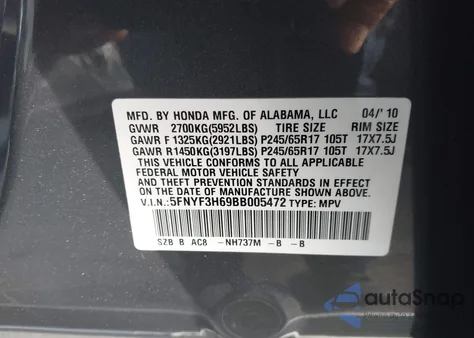 MFD. BY HONDA MFG. OF ALABAMA, LLC 04/'10
GVWR 2700KG(5952LBS) TIRE SIZE RIM SIZE
GAWR F 1325KG(2921LBS) P245/65R17 105T 17X7.5J
GAWR R1450KG(3197LBS) P245/65R17 105T 17X7.5J
THIS VEHICLE CONFORMS TO ALL APPLICABLE
FEDERAL MOTOR VEHICLE SAFETY
AND THEFT PREVENTION STANDARDS IN EFFECT ON THE
DATE OF MANUFACTURE SHOWN ABOVE.
V.I.N.: 5FNYF3H69BB005472 TYPE: MPV
SZB B AC8 -NH737M -B -B
autoSnap